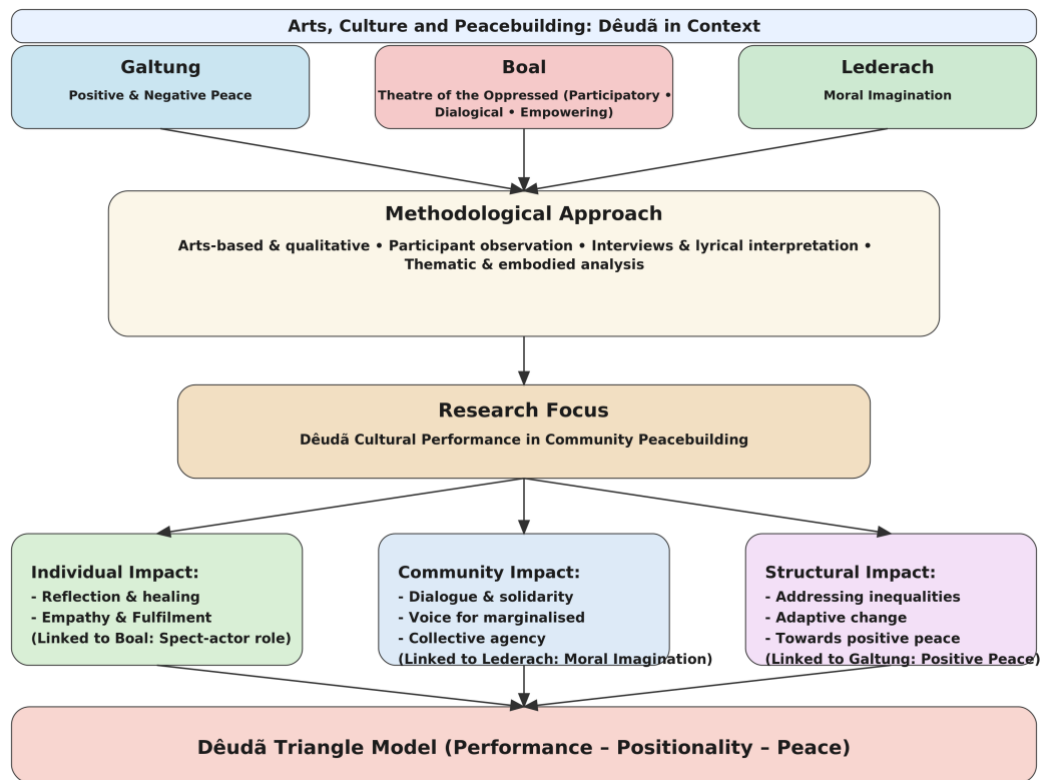 Arts, Culture and Peacebuilding: Dêudã in Context
Galtung
Positive & Negative Peace
Boal
Theatre of the Oppressed (Participatory •
Dialogical • Empowering)
Lederach
Moral Imagination
Methodological Approach
Arts-based & qualitative • Participant observation • Interviews & lyrical interpretation •
Thematic & embodied analysis
Research Focus
Dêudã Cultural Performance in Community Peacebuilding
Individual Impact:
- Reflection & healing
- Empathy & Fulfilment
(Linked to Boal: Spect-actor role)
Community Impact:
- Dialogue & solidarity
- Voice for marginalised
- Collective agency
(Linked to Lederach: Moral Imagination)
Structural Impact:
- Addressing inequalities
- Adaptive change
- Towards positive peace
(Linked to Galtung: Positive Peace)
Dêudã Triangle Model (Performance – Positionality – Peace)